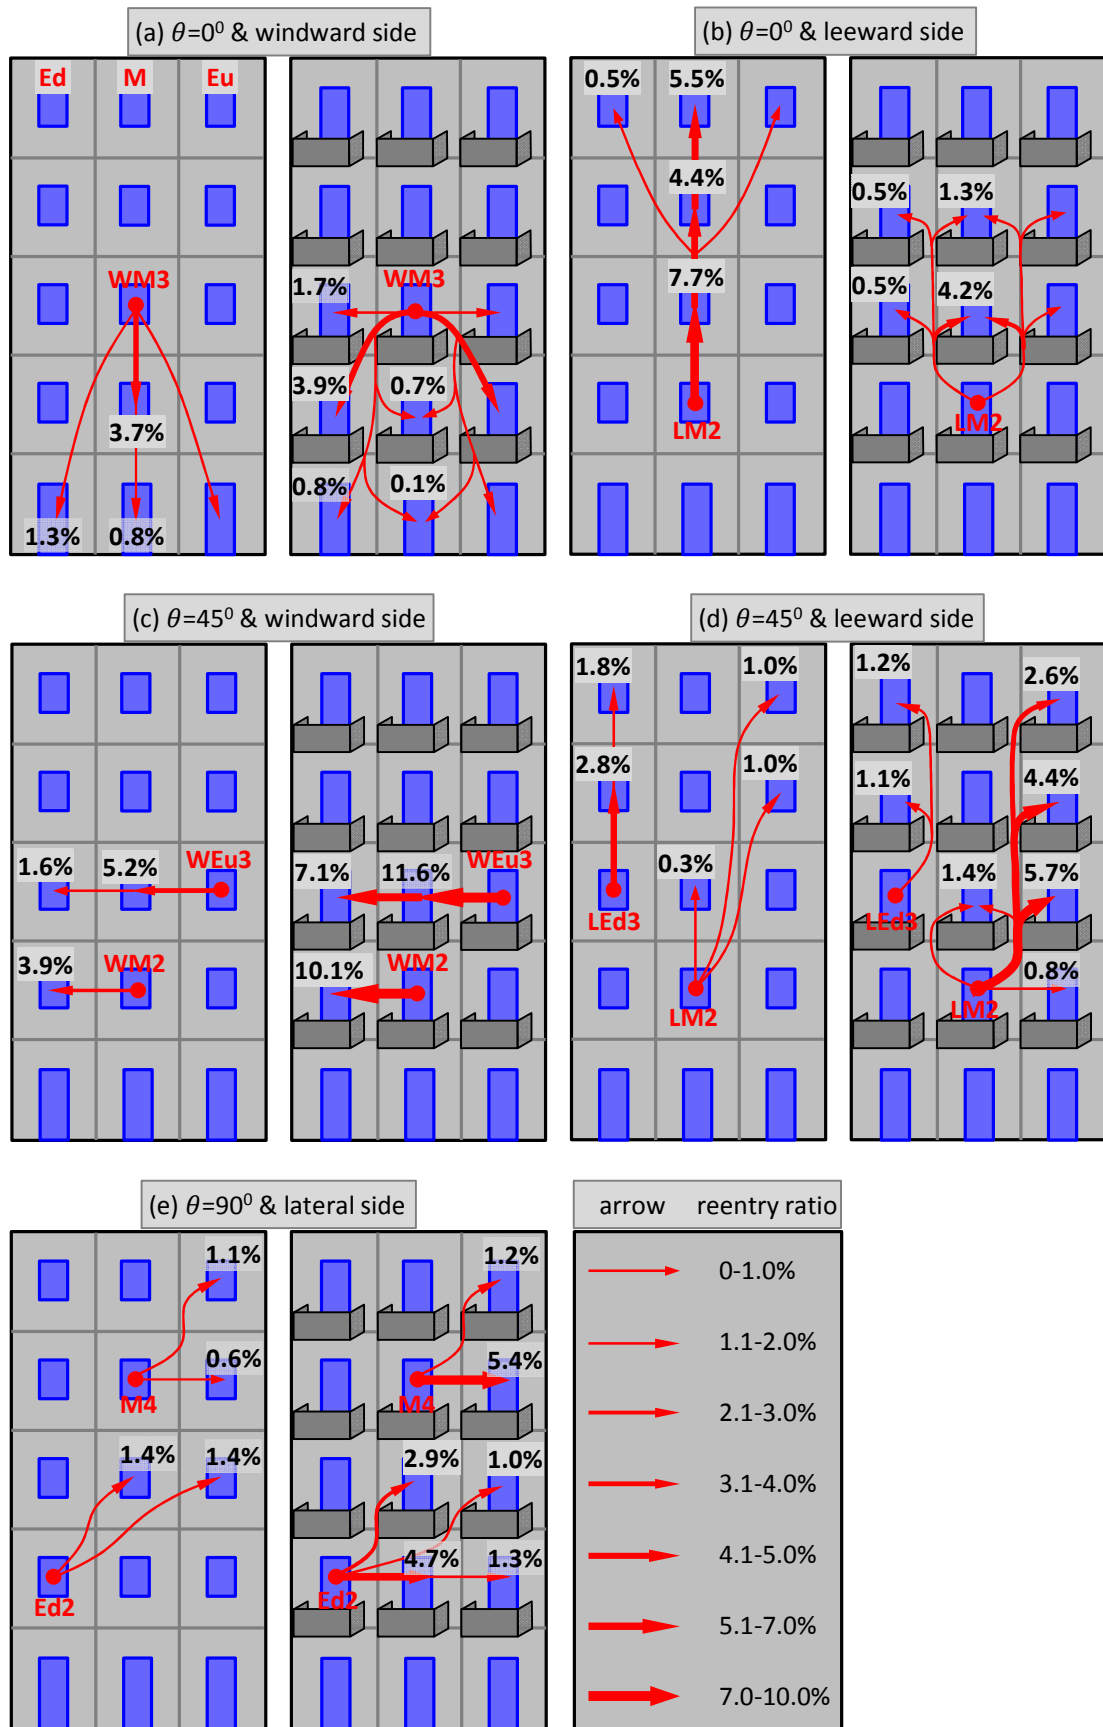 (a) θ=0⁰ & windward side
(b) θ=0⁰ & leeward side
Ed M Eu
WM3
3.7%
1.3% 0.8%
1.7% WM3
3.9% 0.7%
0.8% 0.1%
0.5% 5.5%
4.4%
7.7%
LM2
0.5% 1.3%
0.5% 4.2%
LM2
(c) θ=45⁰ & windward side
(d) θ=45⁰ & leeward side
1.6% 5.2% WEu3
3.9% WM2
7.1% 11.6% WEu3
10.1% WM2
1.8% 1.0%
2.8% 1.0%
0.3%
LEd3
LM2
1.2% 2.6%
1.1% 4.4%
1.4% 5.7%
LEd3
0.8%
LM2
(e) θ=90⁰ & lateral side
1.1%
0.6%
M4
1.4% 1.4%
Ed2
1.2%
5.4%
M4
2.9% 1.0%
4.7% 1.3%
Ed2
arrow reentry ratio
0-1.0%
1.1-2.0%
2.1-3.0%
3.1-4.0%
4.1-5.0%
5.1-7.0%
7.0-10.0%